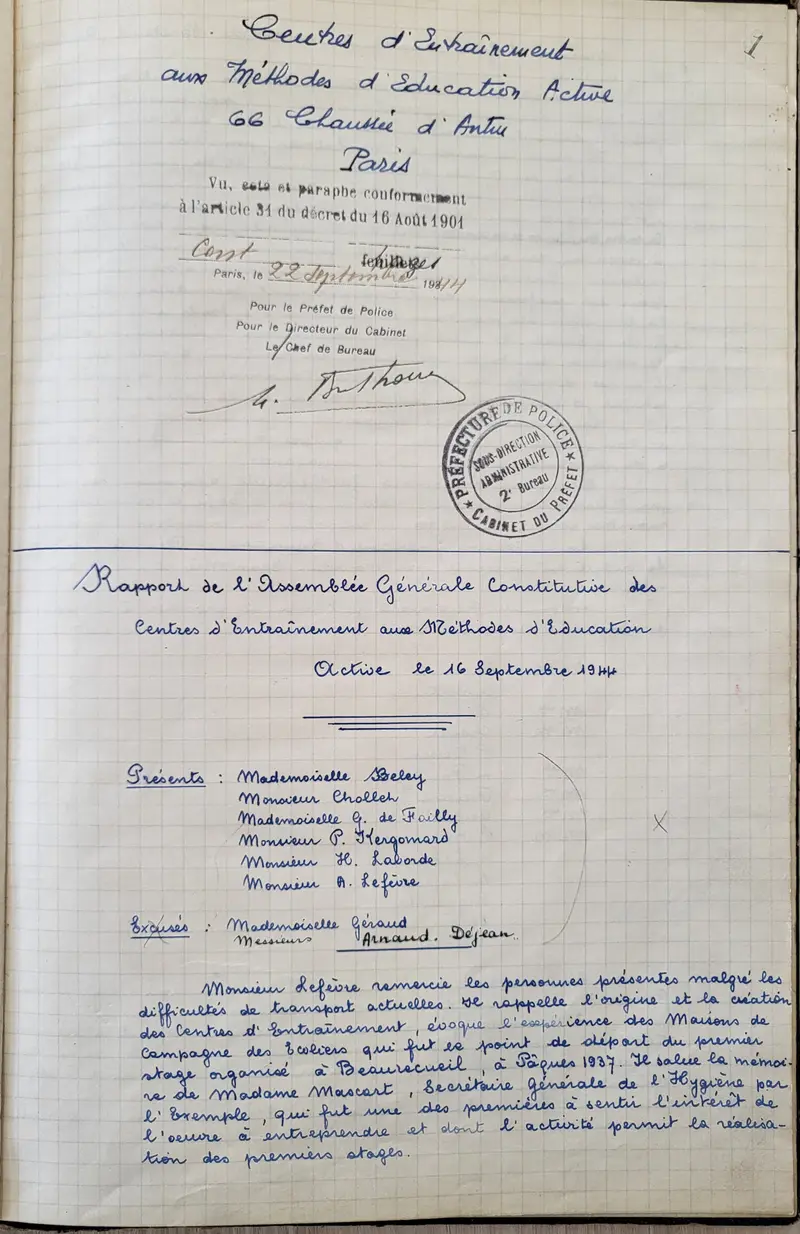 1
Centres d'Entraînement
aux Méthodes d'Education Active
66 Chaussée d'Antin
Paris
Vu, coté et paraphé conformément
à l'article 31 du décret du 16 Août 1901
Cent
Paris, le 22 Septembre 1944
Pour le Préfet de Police
Pour le Directeur du Cabinet
Le Chef de Bureau
PRÉFECTURE DE POLICE
SOUS-DIRECTION
ADMINISTRATIVE
2e Bureau
CABINET DU PRÉFET
Rapport de l'Assemblée Générale Constitutive des
Centres d'Entraînement aux Méthodes d'Education
Active le 16 Septembre 1944
Présents : Mademoiselle Beley
Monsieur Chollet
Mademoiselle G. de Failly
Monsieur P. Kergomard
Monsieur H. Laborde
Monsieur A. Lefèvre
X
Excusés : Mademoiselle Géraud
Messieurs Arnaud. Déjean.
Monsieur Lefèvre remercie les personnes présentes malgré les
difficultés de transport actuelles. Il rappelle l'origine et la création
des Centres d'Entraînement, évoque l'expérience des Maisons de
Campagne des Ecoliers qui fut le point de départ du premier
stage organisé à Beaurecueil, à Pâques 1937. Il salue la mémoi-
re de Madame Mascart, Secrétaire Générale de l'Hygiène par
l'Exemple, qui fut une des premières à sentir l'intérêt de
l'oeuvre à entreprendre et dont l'activité permit la réalisa-
tion des premiers stages.